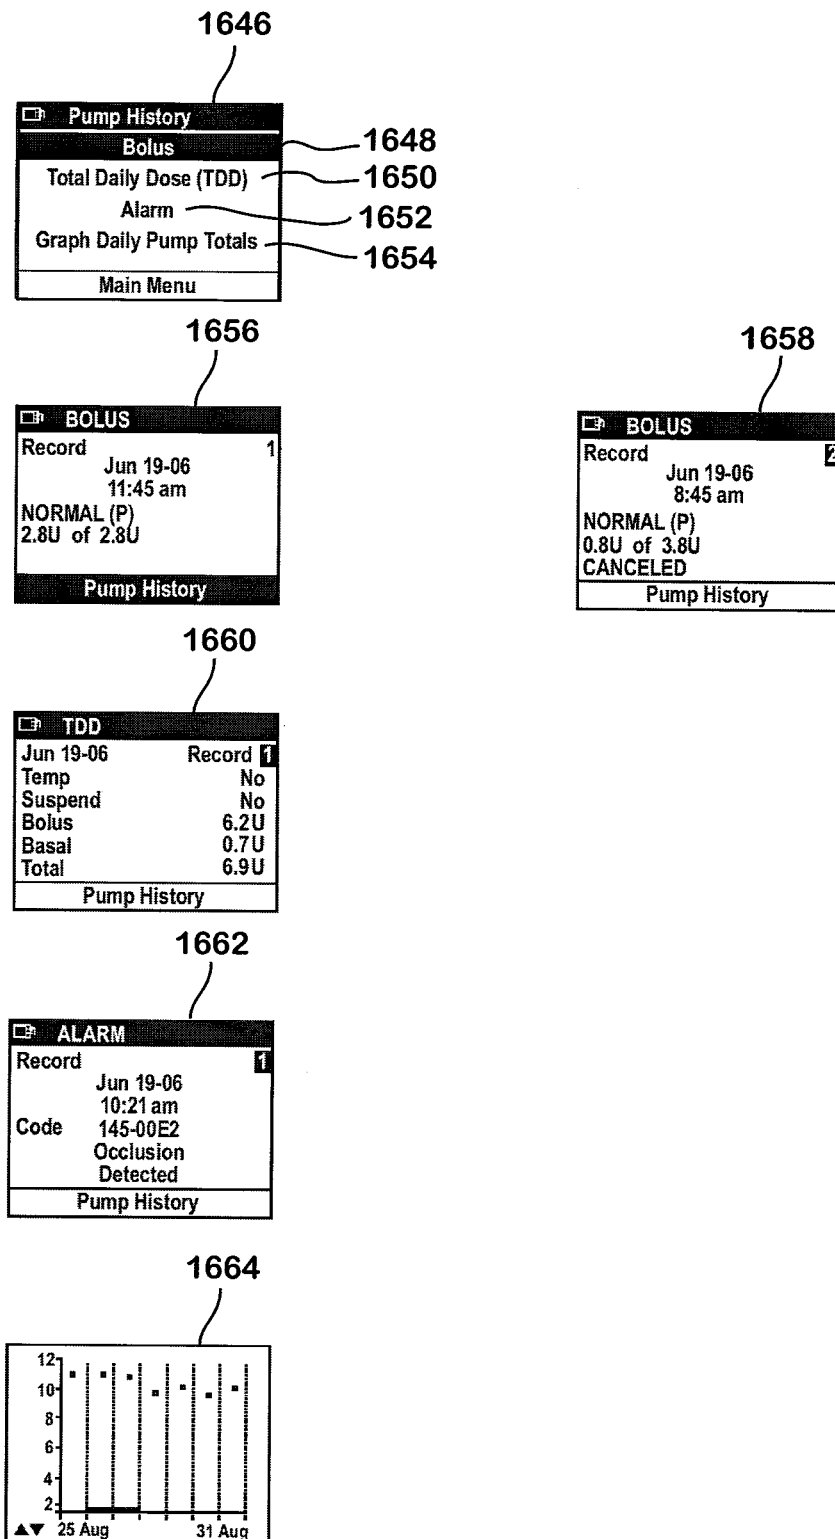 1646
Pump History
Bolus
1648
Total Daily Dose (TDD)
1650
Alarm
1652
Graph Daily Pump Totals
1654
Main Menu
1656
BOLUS
Record 1
Jun 19-06
11:45 am
NORMAL (P)
2.8U of 2.8U
Pump History
1658
BOLUS
Record 2
Jun 19-06
8:45 am
NORMAL (P)
0.8U of 3.8U
CANCELED
Pump History
1660
TDD
Jun 19-06 Record 1
Temp No
Suspend No
Bolus 6.2U
Basal 0.7U
Total 6.9U
Pump History
1662
ALARM
Record 1
Jun 19-06
10:21 am
Code 145-00E2
Occlusion
Detected
Pump History
1664
12
10
8
6
4
2
▲▼ 25 Aug 31 Aug